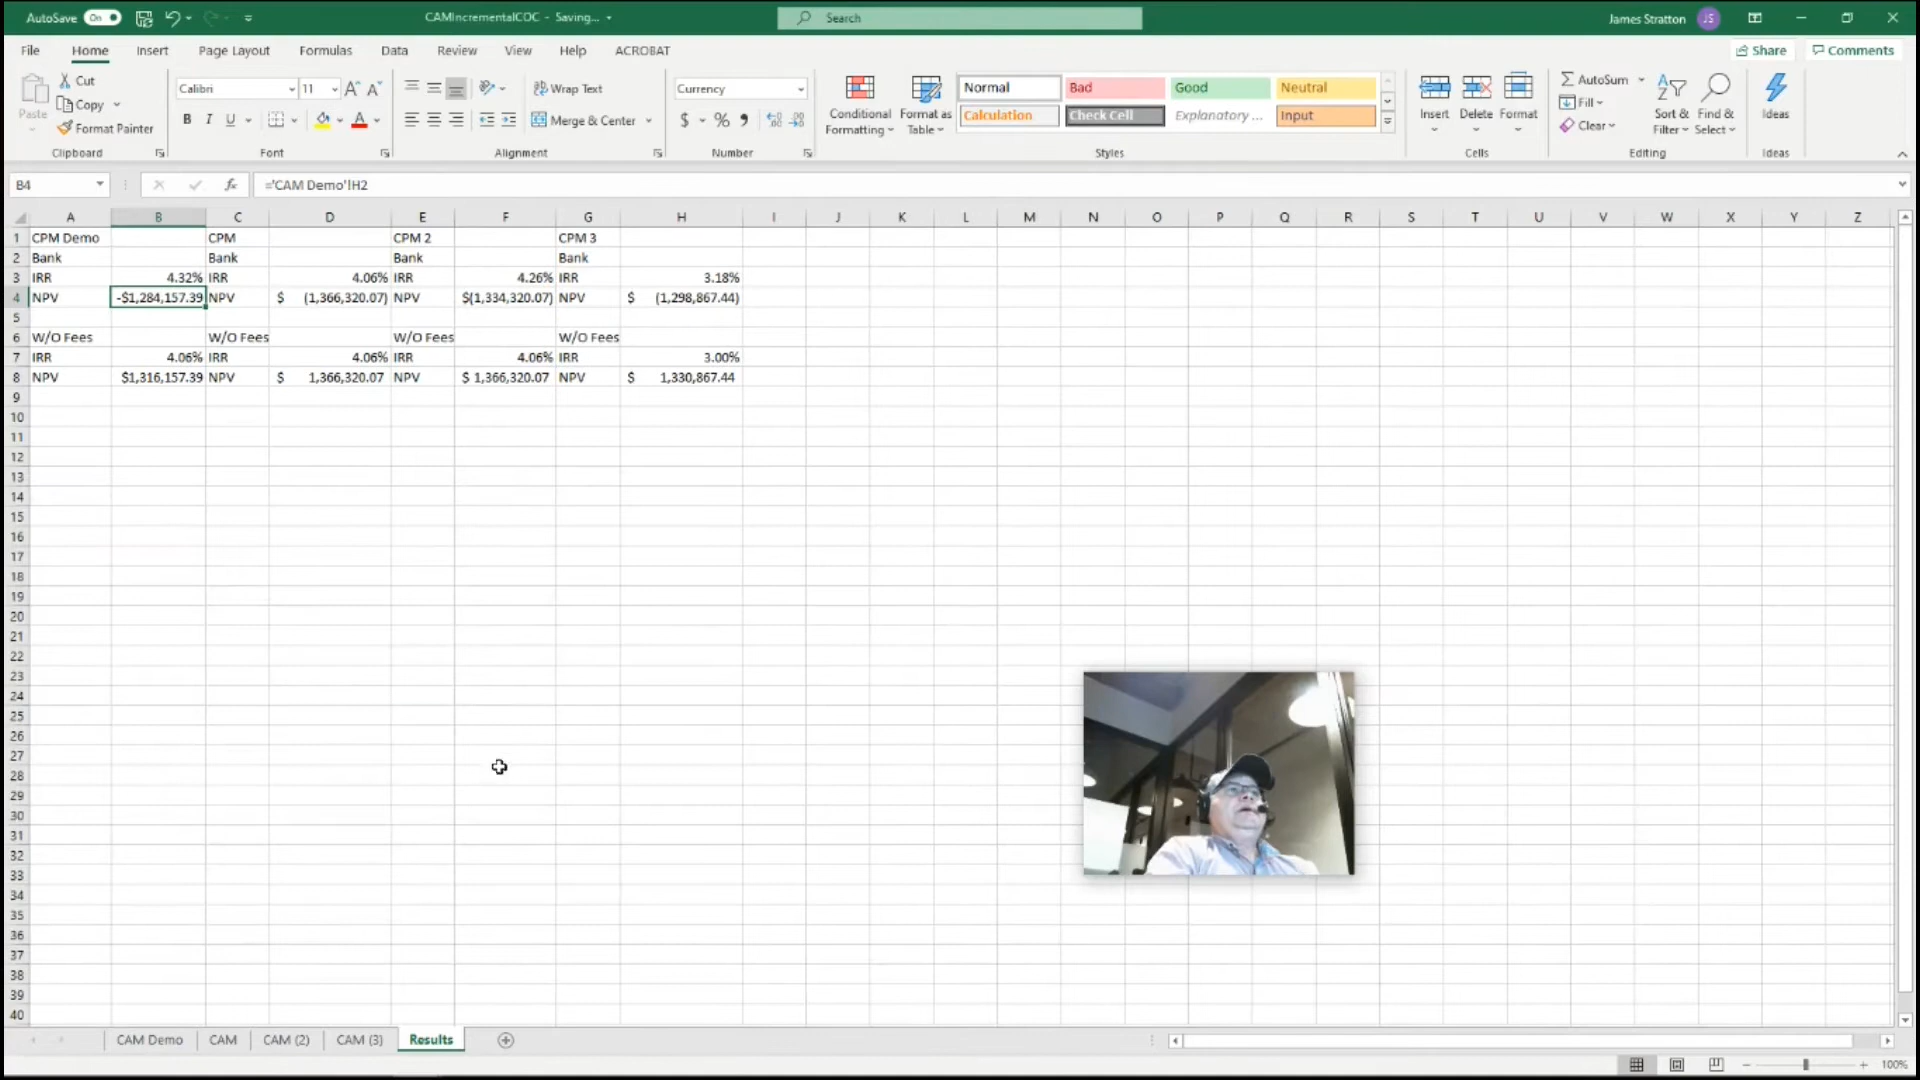 AutoSave On CAMIncrementalCOC - Saving... Search James Stratton JS
File Home Insert Page Layout Formulas Data Review View Help ACROBAT Share Comments
Paste Cut Copy Format Painter
Calibri 11 Wrap Text Currency
Conditional Formatting Format as Table
Normal Bad Good Neutral
Calculation Check Cell Explanatory ... Input
Insert Delete Format
AutoSum Fill Clear
Sort & Filter Find & Select Ideas
B I U Merge & Center $ % 9
Clipboard Font Alignment Number Styles Cells Editing Ideas
B4 fx ='CAM Demo'!H2
A B C D E F G H I J K L M N O P Q R S T U V W X Y Z
1 CPM Demo CPM CPM 2 CPM 3
2 Bank Bank Bank Bank
3 IRR 4.32% IRR 4.06% IRR 4.26% IRR 3.18%
4 NPV -$1,284,157.39 NPV $ (1,366,320.07) NPV $(1,334,320.07) NPV $ (1,298,867.44)
5
6 W/O Fees W/O Fees W/O Fees W/O Fees
7 IRR 4.06% IRR 4.06% IRR 4.06% IRR 3.00%
8 NPV $1,316,157.39 NPV $ 1,366,320.07 NPV $ 1,366,320.07 NPV $ 1,330,867.44
9
10
11
12
13
14
15
16
17
18
19
20
21
22
23
24
25
26
27
28
29
30
31
32
33
34
35
36
37
38
39
40
CAM Demo CAM CAM (2) CAM (3) Results
100%